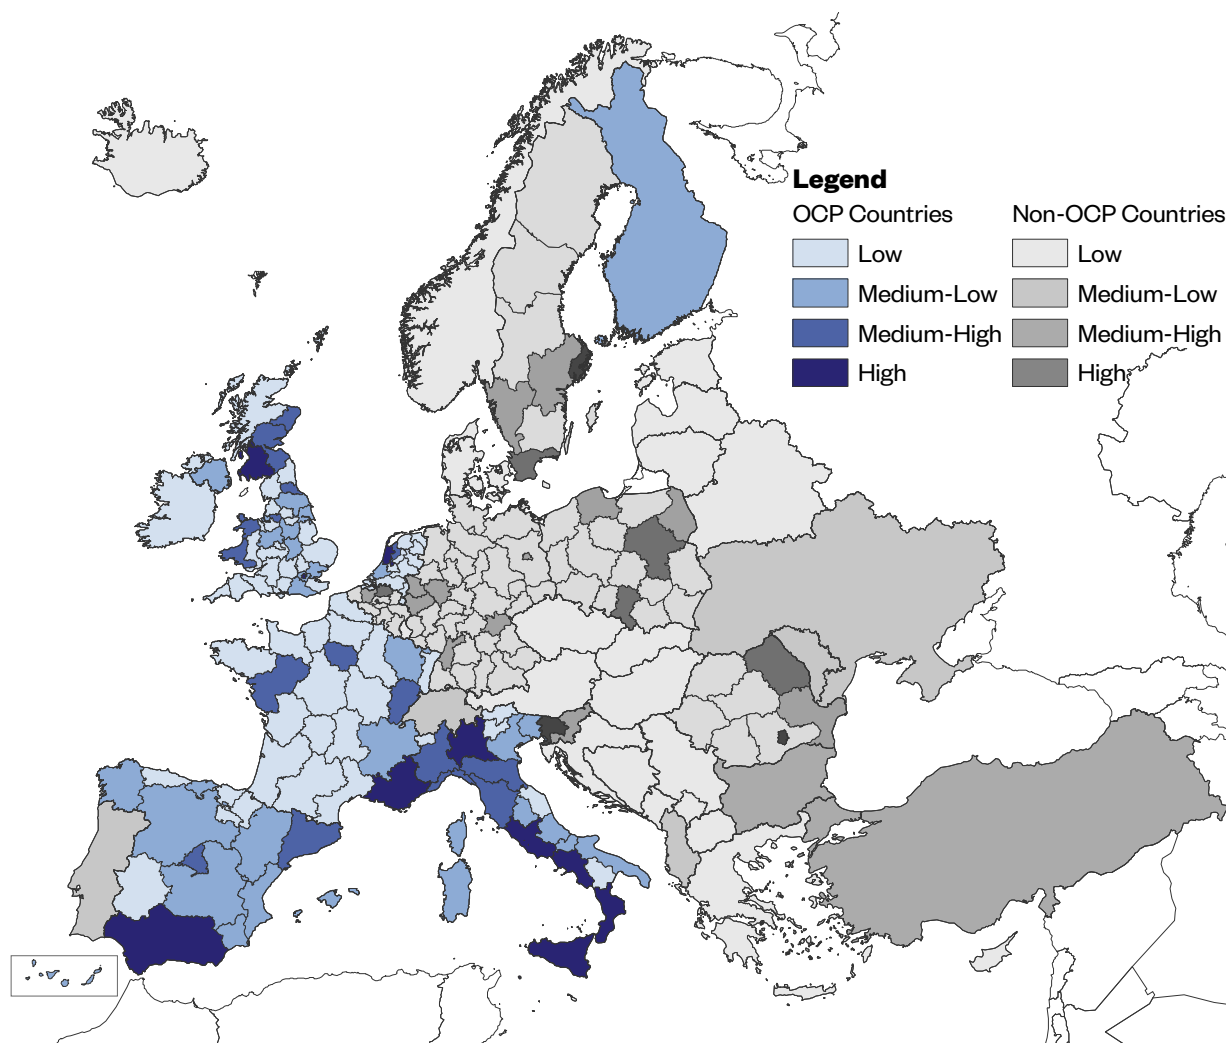 Legend
OCP Countries Non-OCP Countries
Low Low
Medium-Low Medium-Low
Medium-High Medium-High
High High